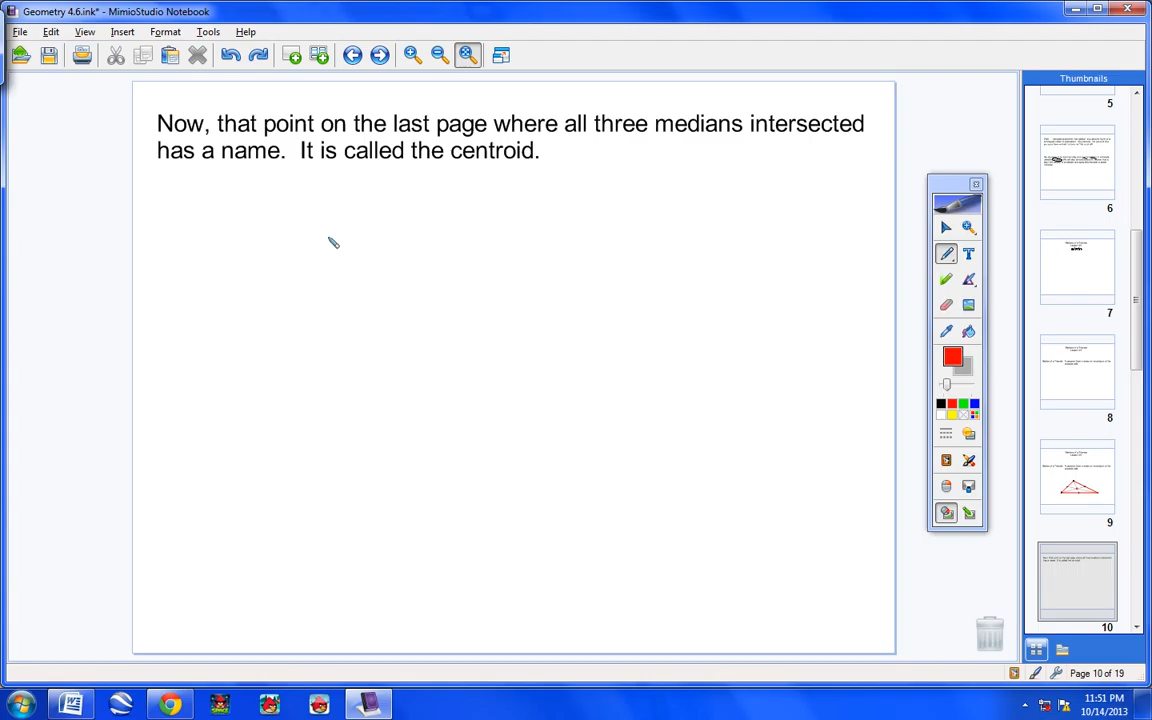 Geometry 4.6.ink* - MimioStudio Notebook
File Edit View Insert Format Tools Help
Thumbnails
Now, that point on the last page where all three medians intersected
has a name. It is called the centroid.
5
6
7
8
9
10
Page 10 of 19
11:51 PM
10/14/2013